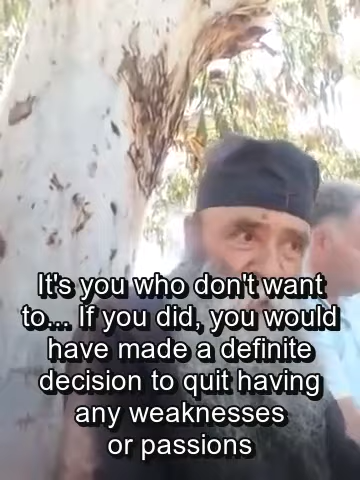 It's you who don't want
to... If you did, you would
have made a definite
decision to quit having
any weaknesses
or passions